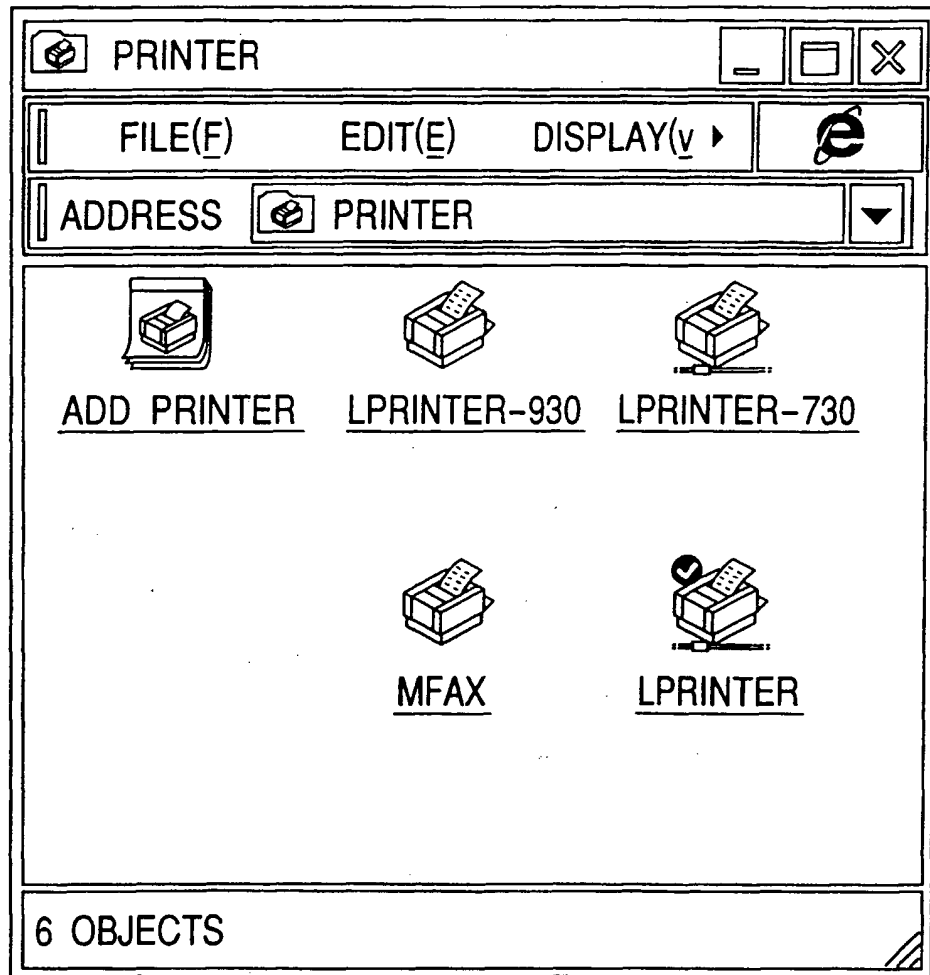 PRINTER
FILE(F) EDIT(E) DISPLAY(v
ADDRESS PRINTER
ADD PRINTER LPRINTER-930 LPRINTER-730
MFAX LPRINTER
6 OBJECTS